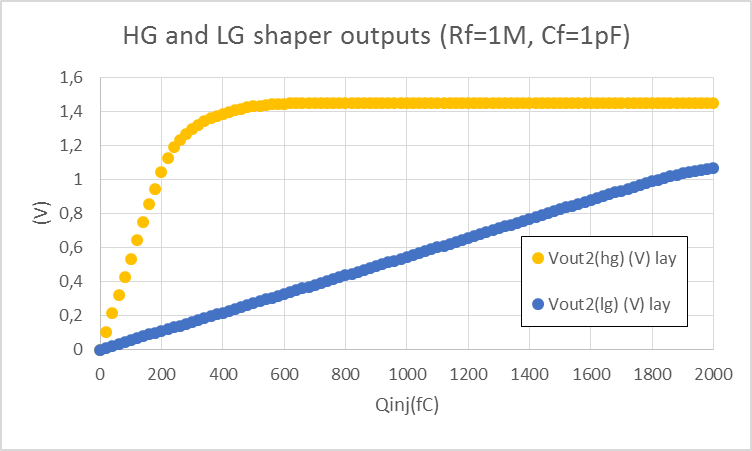 HG and LG shaper outputs (Rf=1M, Cf=1pF)
1,6
1,4
1,2
1
0,8
0,6
0,4
0,2
0
(V)
Vout2(hg) (V) lay
Vout2(lg) (V) lay
0 200 400 600 800 1000 1200 1400 1600 1800 2000
Qinj(fC)